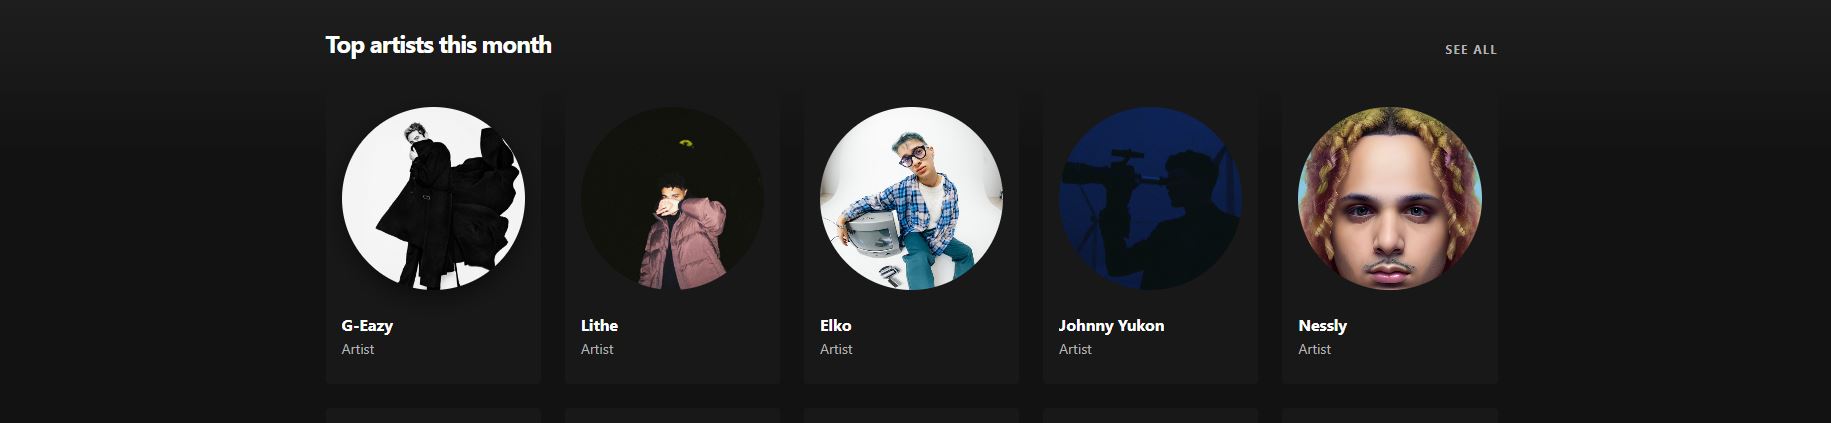 Top artists this month
SEE ALL
G-Eazy
Artist
Lithe
Artist
Elko
Artist
Johnny Yukon
Artist
Nessly
Artist